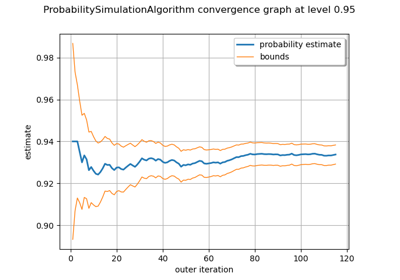 ProbabilitySimulationAlgorithm convergence graph at level 0.95
probability estimate
bounds
0.98
0.96
0.94
0.92
0.90
estimate
0 20 40 60 80 100 120
outer iteration